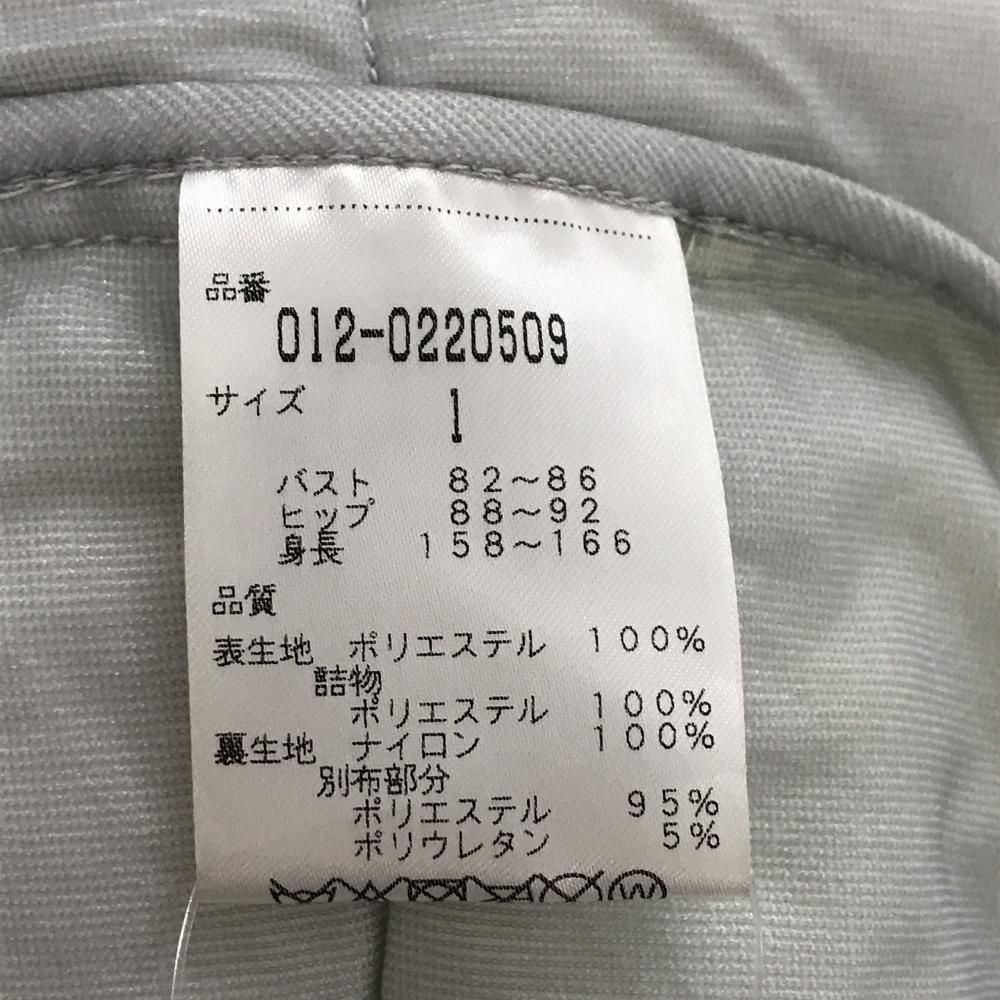 品番
012-0220509
サイズ 1
バスト 82～86
ヒップ 88～92
身長 158～166
品質
表生地 ポリエステル 100%
詰物
ポリエステル 100%
裏生地 ナイロン 100%
別布部分
ポリエステル 95%
ポリウレタン 5%
W